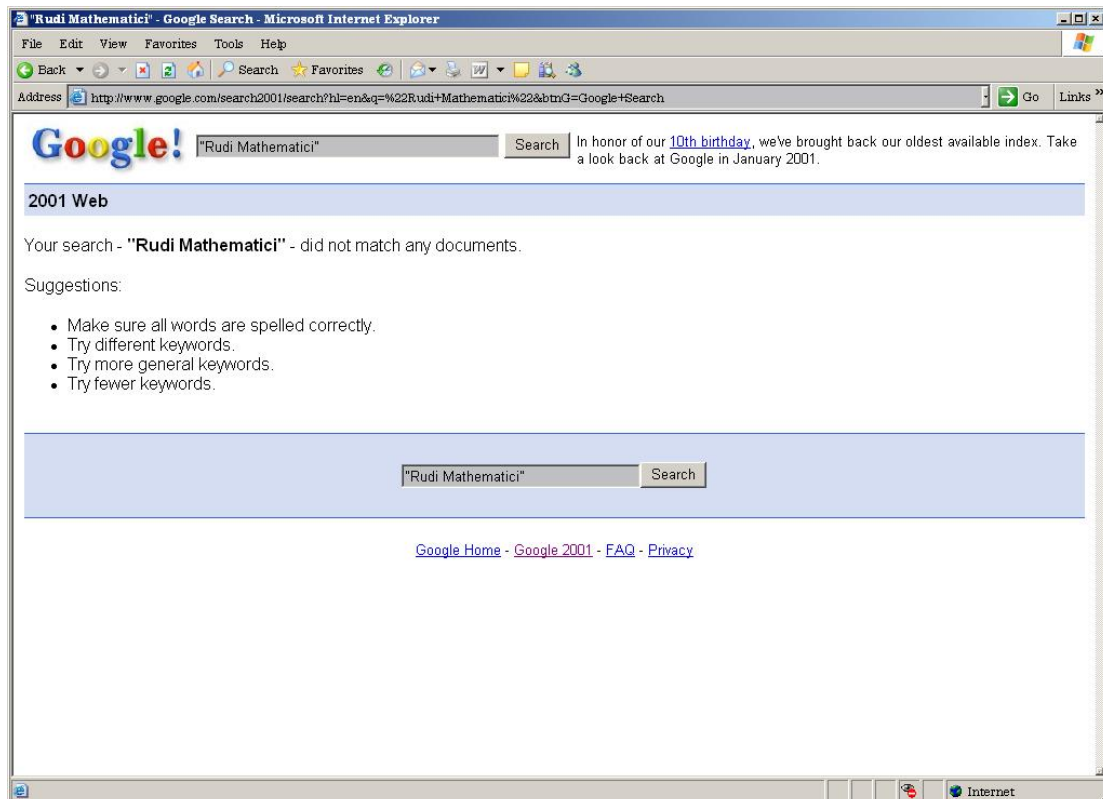 "Rudi Mathematici" - Google Search - Microsoft Internet Explorer
File Edit View Favorites Tools Help
Back Search Favorites
Address http://www.google.com/search2001/search?hl=en&q=%22Rudi+Mathematici%22&btnG=Google+Search Go Links »
Google! "Rudi Mathematici" Search In honor of our 10th birthday, we've brought back our oldest available index. Take
a look back at Google in January 2001.
2001 Web
Your search - "Rudi Mathematici" - did not match any documents.
Suggestions:
• Make sure all words are spelled correctly.
• Try different keywords.
• Try more general keywords.
• Try fewer keywords.
"Rudi Mathematici" Search
Google Home - Google 2001 - FAQ - Privacy
Internet